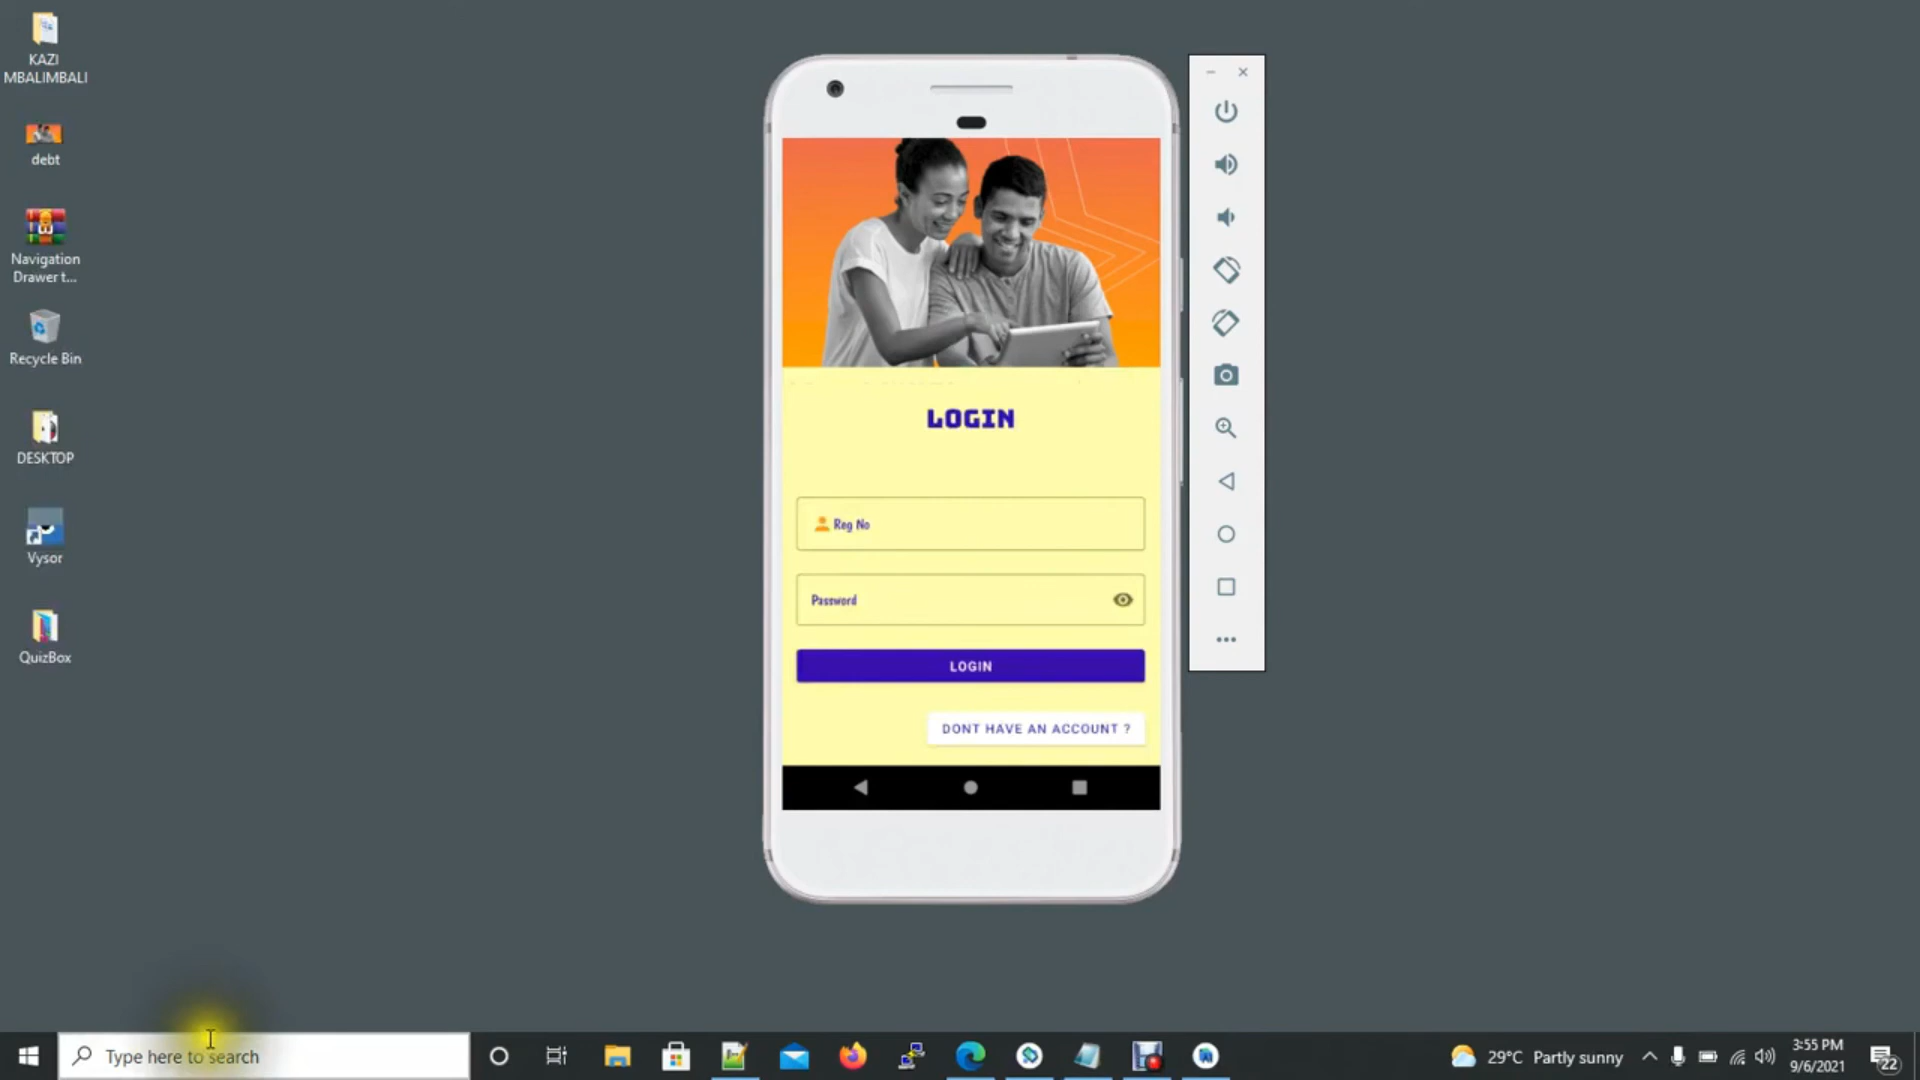 KAZI
MBALIMBALI
debt
Navigation
Drawer t...
Recycle Bin
DESKTOP
Vysor
QuizBox
LOGIN
Reg No
Password
LOGIN
DONT HAVE AN ACCOUNT ?
Type here to search
29°C Partly sunny
3:55 PM
9/6/2021
22